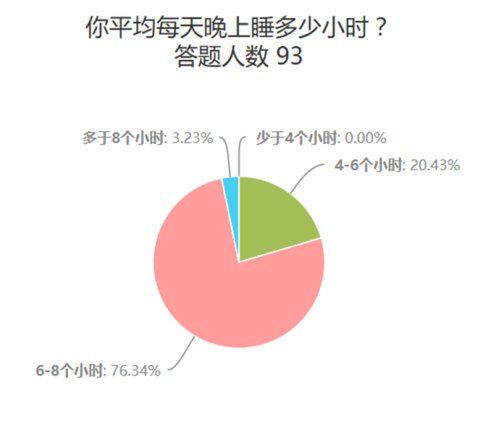 你平均每天晚上睡多少小时？
答题人数 93
多于8个小时: 3.23%
少于4个小时: 0.00%
4-6个小时: 20.43%
6-8个小时: 76.34%